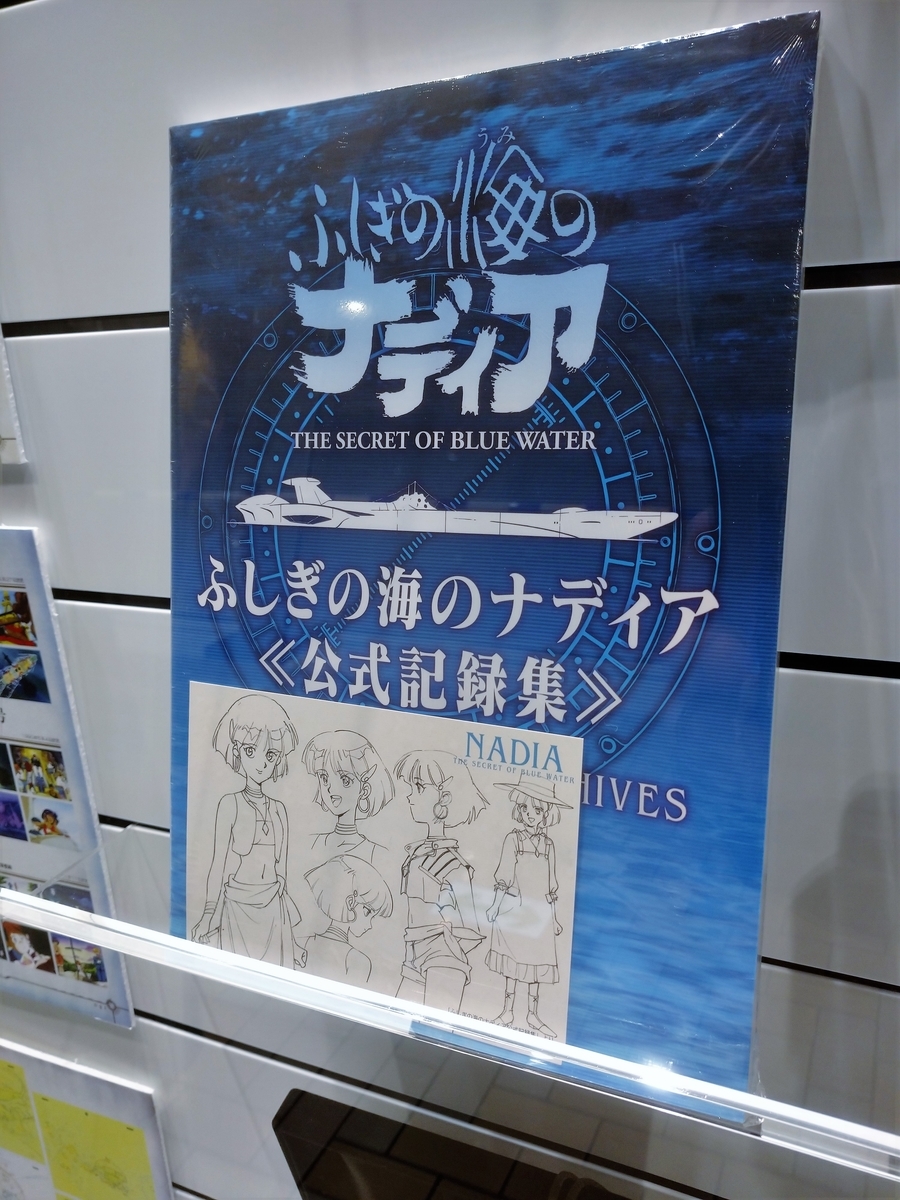 うみ
ふしぎの海の
ナディア
THE SECRET OF BLUE WATER
ふしぎの海のナディア
≪公式記録集≫
HIVES
NADIA
THE SECRET OF BLUE WATER